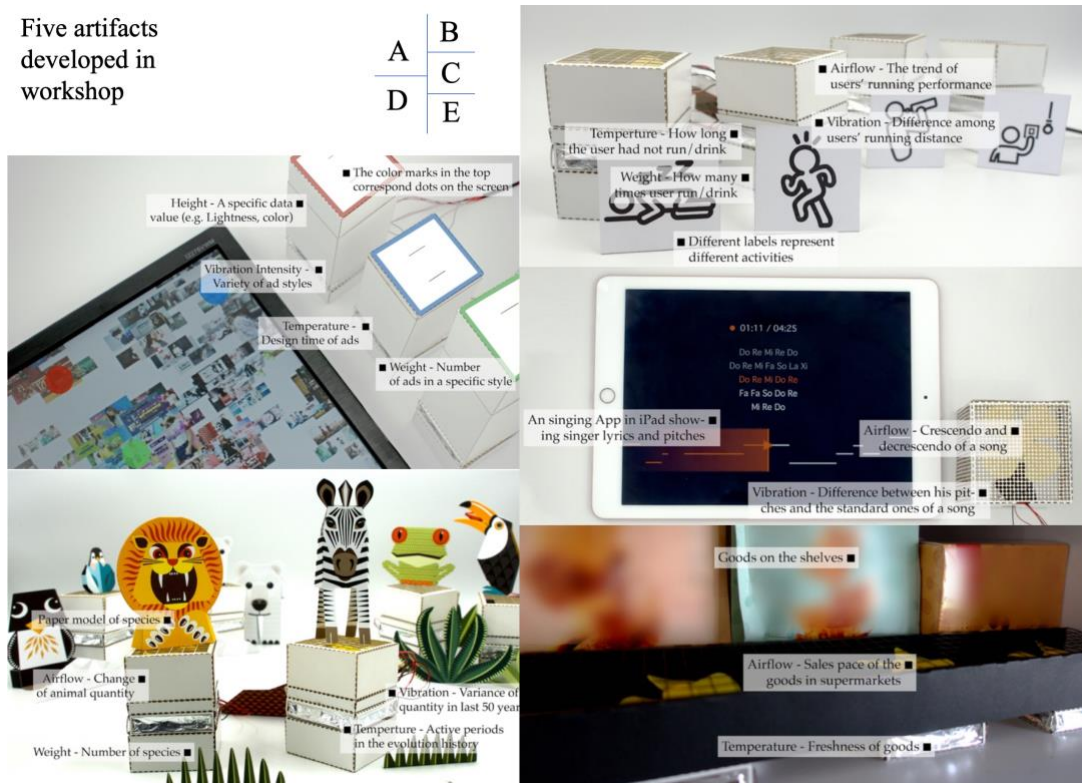 Five artifacts
developed in
workshop
A
B
C
D
E
The color marks in the top
correspond dots on the screen
Height - A specific data
value (e.g. Lightness, color)
Vibration Intensity -
Variety of ad styles
Temperature -
Design time of ads
Weight - Number
of ads in a specific style
Airflow - The trend of
users' running performance
Temperture - How long
the user had not run/drink
Vibration - Difference among
users' running distance
Weight - How many
times user run/drink
Different labels represent
different activities
01:11 / 04:25
Do Re Mi Re Do
Do Re Mi Fa So La Xi
Do Re Mi Do Re
Fa Fa So Do Re
Mi Re Do
An singing App in iPad show-
ing singer lyrics and pitches
Airflow - Crescendo and
decrescendo of a song
Vibration - Difference between his pit-
ches and the standard ones of a song
Paper model of species
Airflow - Change
of animal quantity
Vibration - Variance of
quantity in last 50 year
Temperture - Active periods
in the evolution history
Weight - Number of species
Goods on the shelves
Airflow - Sales pace of the
goods in supermarkets
Temperature - Freshness of goods